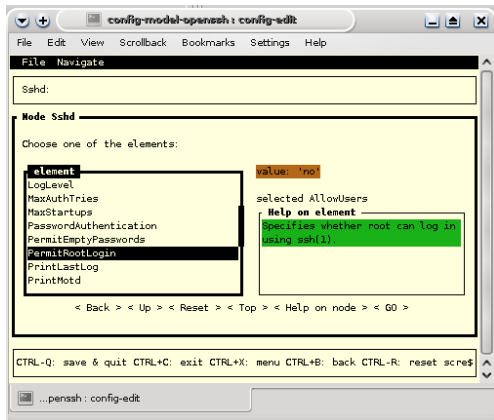 config-model-openssh : config-edit
File Edit View Scrollback Bookmarks Settings Help
File Navigate
Sshd:
Node Sshd
Choose one of the elements:
element
value: 'no'
LogLevel
MaxAuthTries
selected AllowUsers
MaxStartups
Help on element
PasswordAuthentication
Specifies whether root can log in
PermitEmptyPasswords
using ssh(1).
PermitRootLogin
PrintLastLog
PrintMotd
< Back > < Up > < Reset > < Top > < Help on node > < GO >
CTRL-Q: save & quit CTRL+C: exit CTRL+X: menu CTRL+B: back CTRL-R: reset scre$
...penssh : config-edit